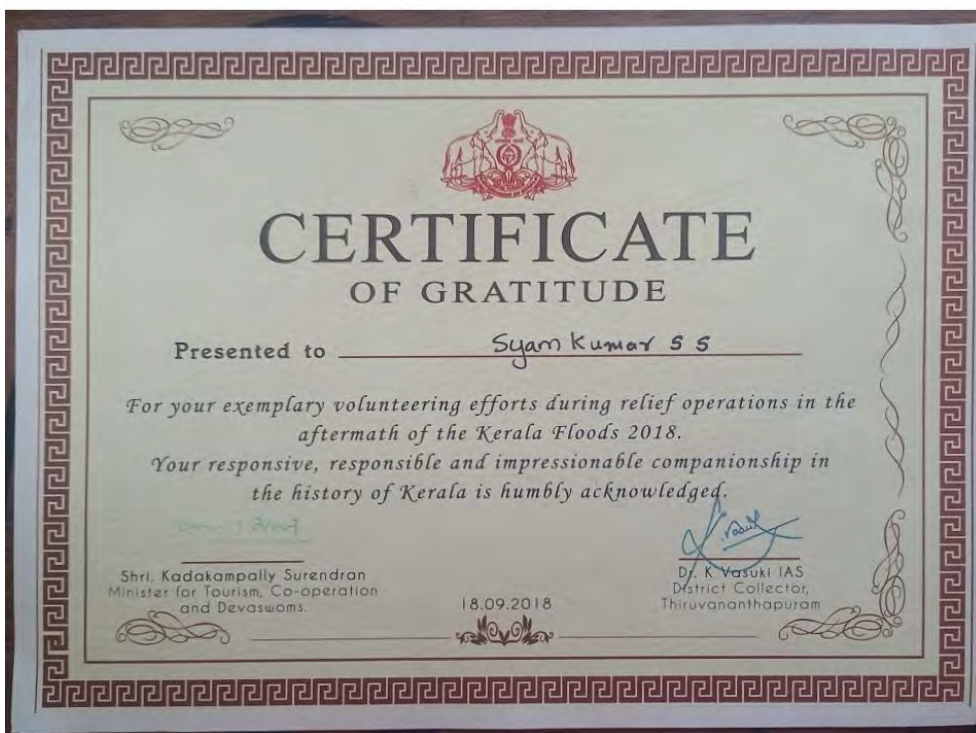 CERTIFICATE
OF GRATITUDE
Presented to Syam Kumar S S
For your exemplary volunteering efforts during relief operations in the
aftermath of the Kerala Floods 2018.
Your responsive, responsible and impressionable companionship in
the history of Kerala is humbly acknowledged.
Shri. Kadakampally Surendran
Minister for Tourism, Co-operation
and Devaswoms.
18.09.2018
Dr. K Vasuki IAS
District Collector,
Thiruvananthapuram